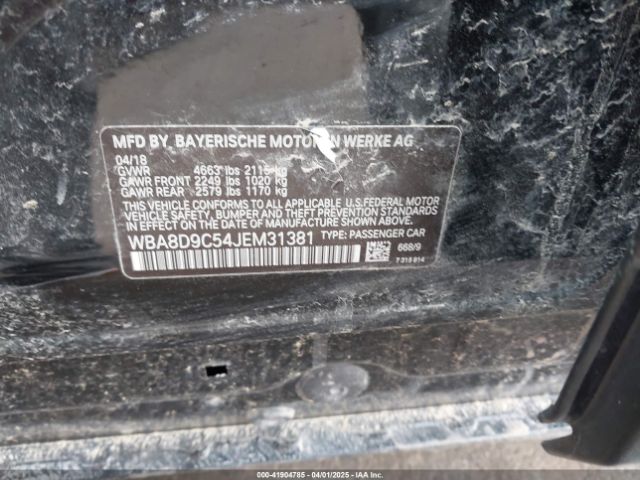 MFD BY. BAYERISCHE MOTOREN WERKE AG
04/18
GVWR 4663 lbs 2115 kg
GAWR FRONT 2249 lbs 1020 kg
GAWR REAR 2579 lbs 1170 kg
THIS VEHICLE CONFORMS TO ALL APPLICABLE U.S.FEDERAL MOTOR
VEHICLE SAFETY, BUMPER, AND THEFT PREVENTION STANDARDS
IN EFFECT ON THE DATE OF MANUFACTURE SHOWN ABOVE.
WBA8D9C54JEM31381 TYPE: PASSENGER CAR
668/9
7 315 814
000-41904785 04/01/2025 IAAI.COM